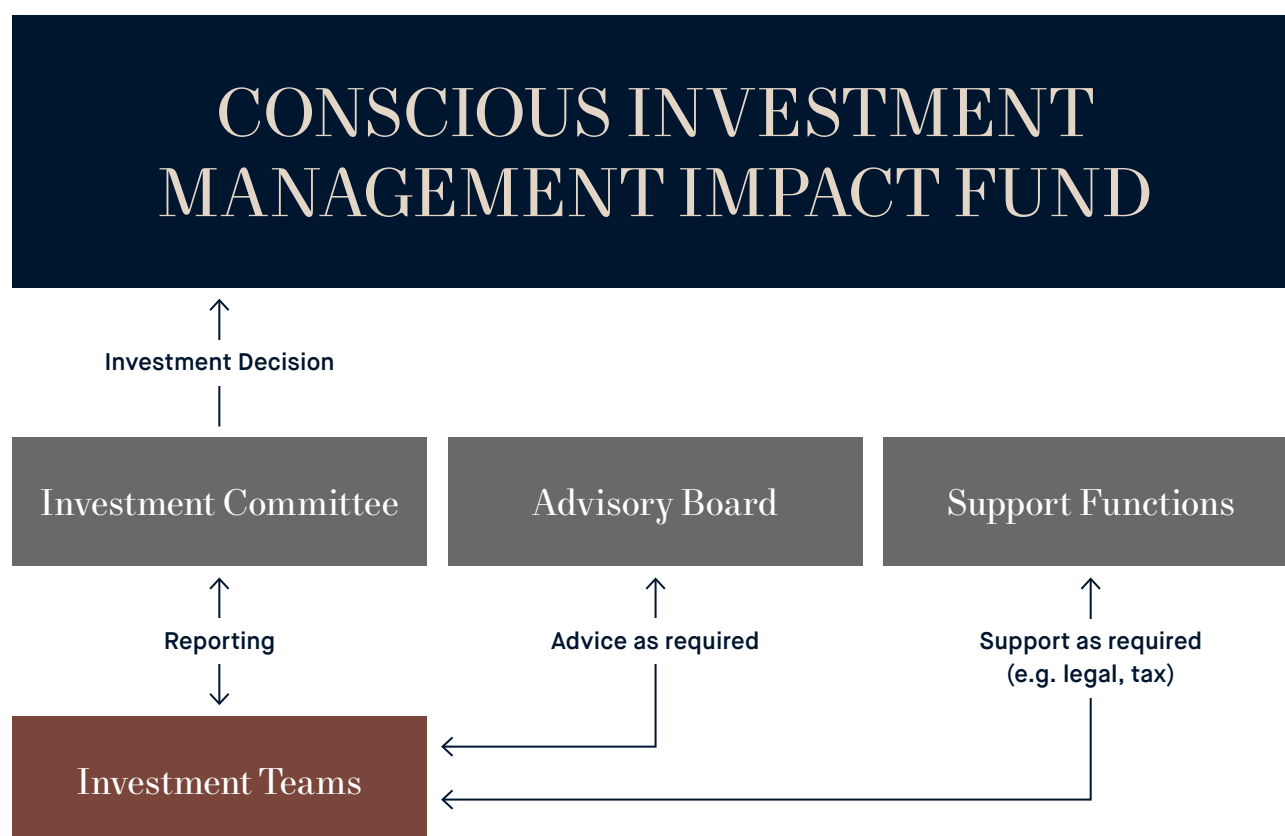 CONSCIOUS INVESTMENT
MANAGEMENT IMPACT FUND
Investment Decision
Investment Committee
Advisory Board
Support Functions
Reporting
Advice as required
Support as required
(e.g. legal, tax)
Investment Teams